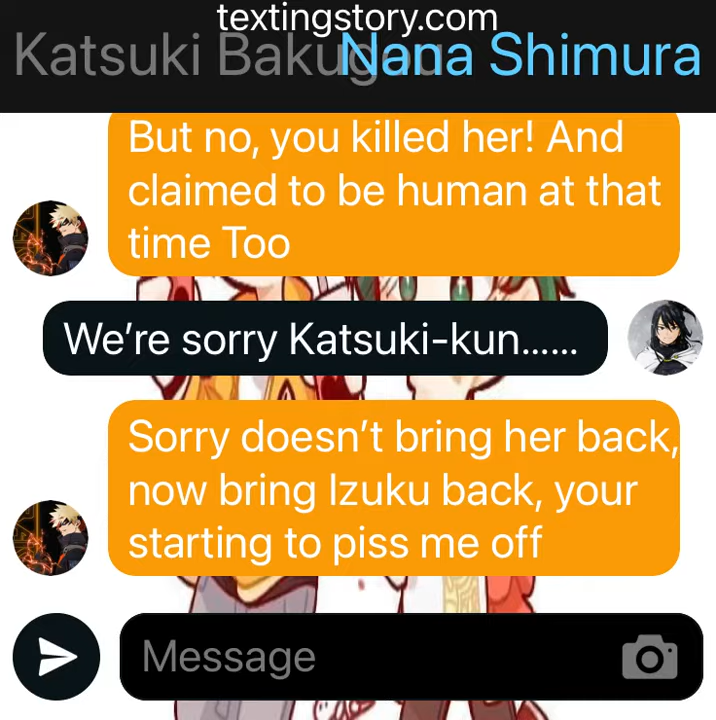 textingstory.com
Katsuki Bakugou
Nana Shimura
But no, you killed her! And
claimed to be human at that
time Too
We're sorry Katsuki-kun......
Sorry doesn't bring her back,
now bring Izuku back, your
starting to piss me off
Message